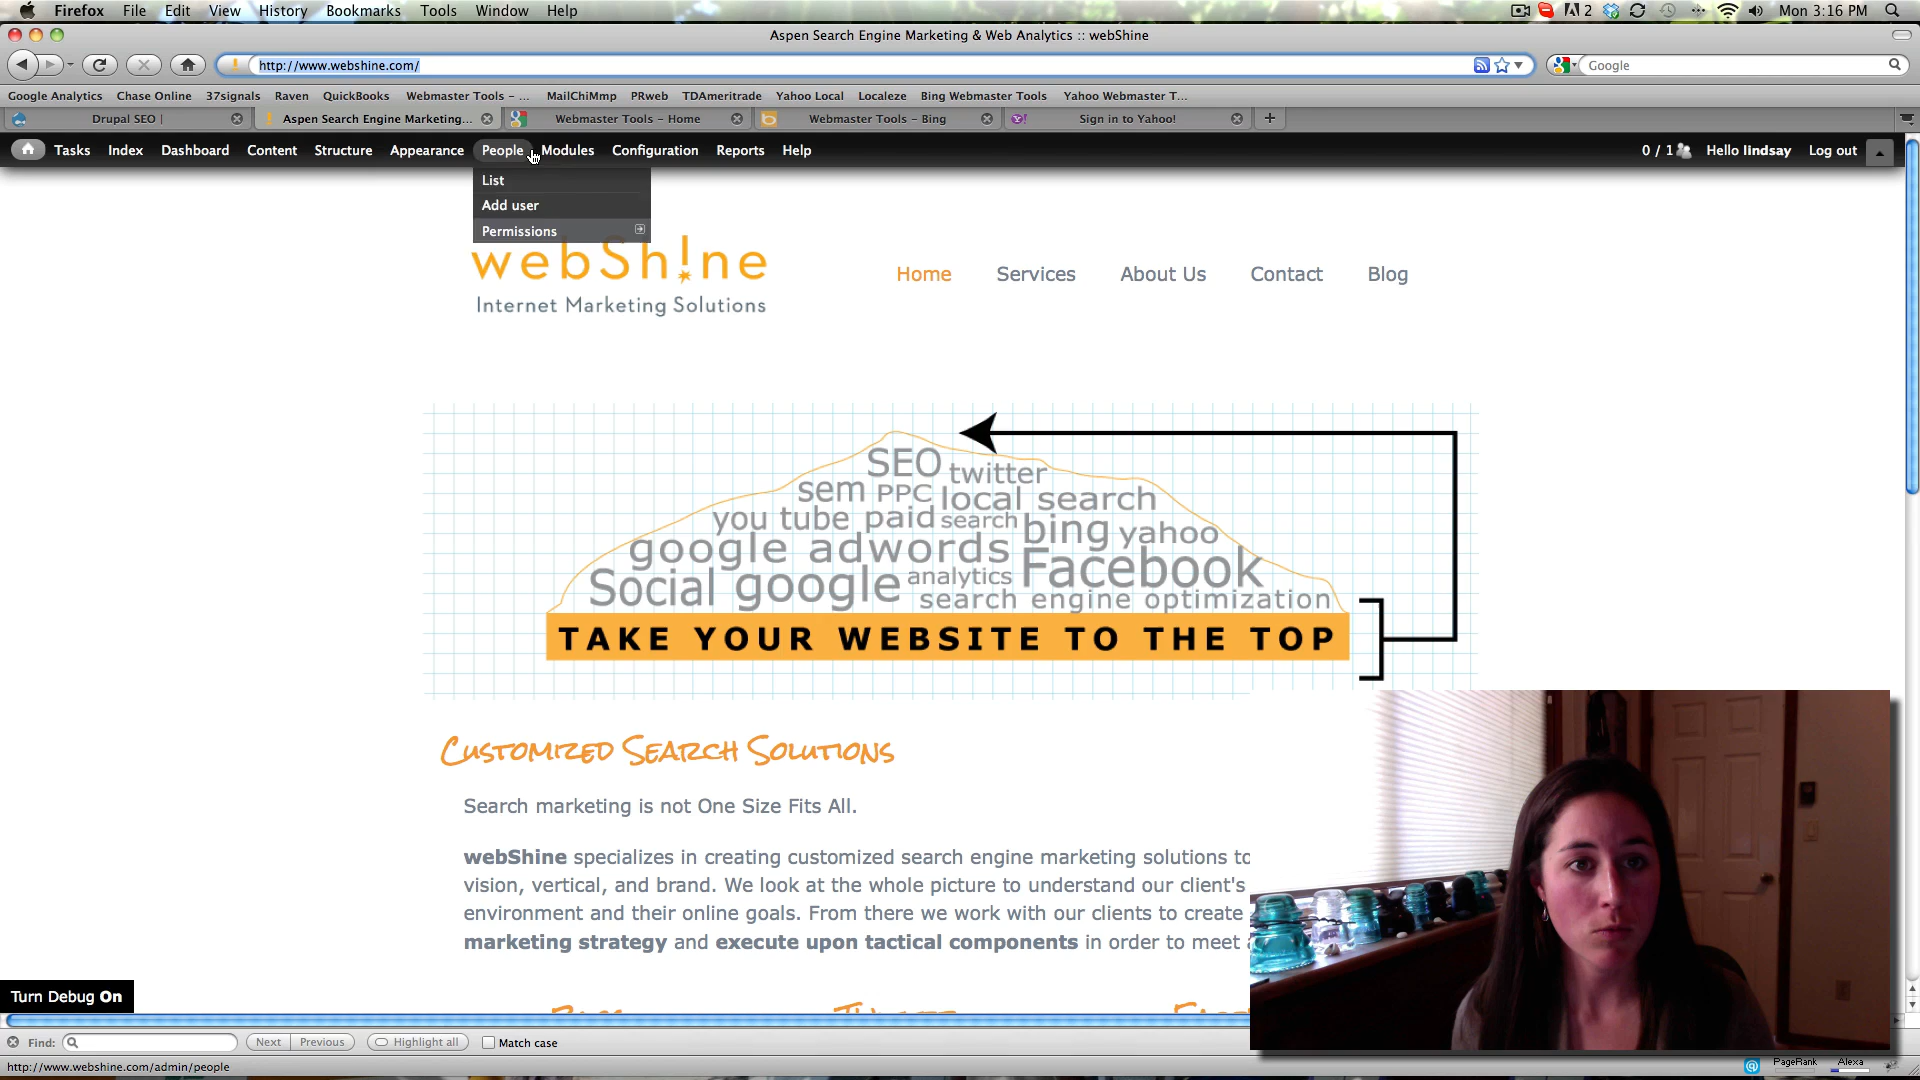 Firefox File Edit View History Bookmarks Tools Window Help
2 Mon 3:16 PM
Aspen Search Engine Marketing & Web Analytics :: webShine
http://www.webshine.com/
Google
Google Analytics Chase Online 37signals Raven QuickBooks Webmaster Tools - ... MailChiMmp PRweb TDAmeritrade Yahoo Local Localeze Bing Webmaster Tools Yahoo Webmaster T...
Drupal SEO |
Aspen Search Engine Marketing...
Webmaster Tools - Home
Webmaster Tools - Bing
Sign in to Yahoo!
Tasks Index Dashboard Content Structure Appearance People Modules Configuration Reports Help
0 / 1 Hello lindsay Log out
List
Add user
Permissions
webSh!ne
Internet Marketing Solutions
Home Services About Us Contact Blog
SEO twitter
sem PPC local search
you tube paid search bing yahoo
google adwords Facebook
Social google analytics
search engine optimization
TAKE YOUR WEBSITE TO THE TOP
Customized Search Solutions
Search marketing is not One Size Fits All.
webShine specializes in creating customized search engine marketing solutions to
vision, vertical, and brand. We look at the whole picture to understand our client's
environment and their online goals. From there we work with our clients to create
marketing strategy and execute upon tactical components in order to meet
Turn Debug On
Find: Next Previous Highlight all Match case
http://www.webshine.com/admin/people
PageRank Alexa